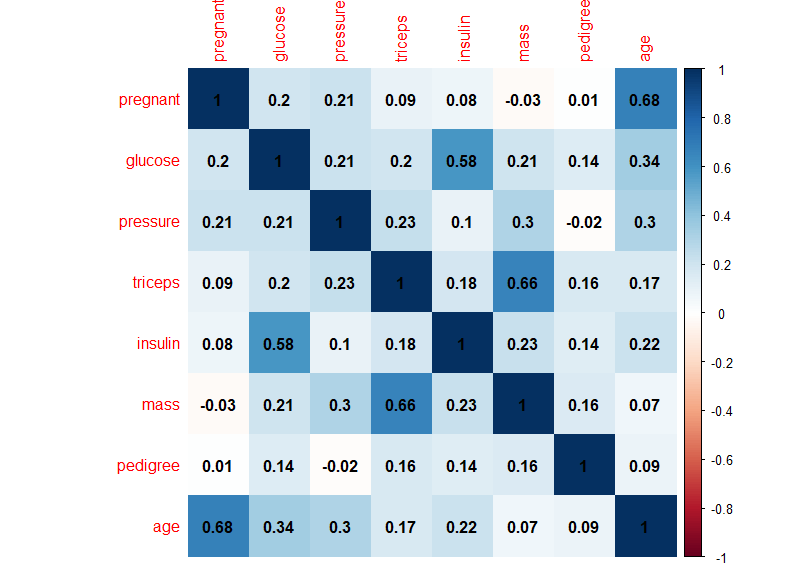 pregnant glucose pressure triceps insulin mass pedigree age
pregnant 1 0.2 0.21 0.09 0.08 -0.03 0.01 0.68
glucose 0.2 1 0.21 0.2 0.58 0.21 0.14 0.34
pressure 0.21 0.21 1 0.23 0.1 0.3 -0.02 0.3
triceps 0.09 0.2 0.23 1 0.18 0.66 0.16 0.17
insulin 0.08 0.58 0.1 0.18 1 0.23 0.14 0.22
mass -0.03 0.21 0.3 0.66 0.23 1 0.16 0.07
pedigree 0.01 0.14 -0.02 0.16 0.14 0.16 1 0.09
age 0.68 0.34 0.3 0.17 0.22 0.07 0.09 1
1
0.8
0.6
0.4
0.2
0
-0.2
-0.4
-0.6
-0.8
-1